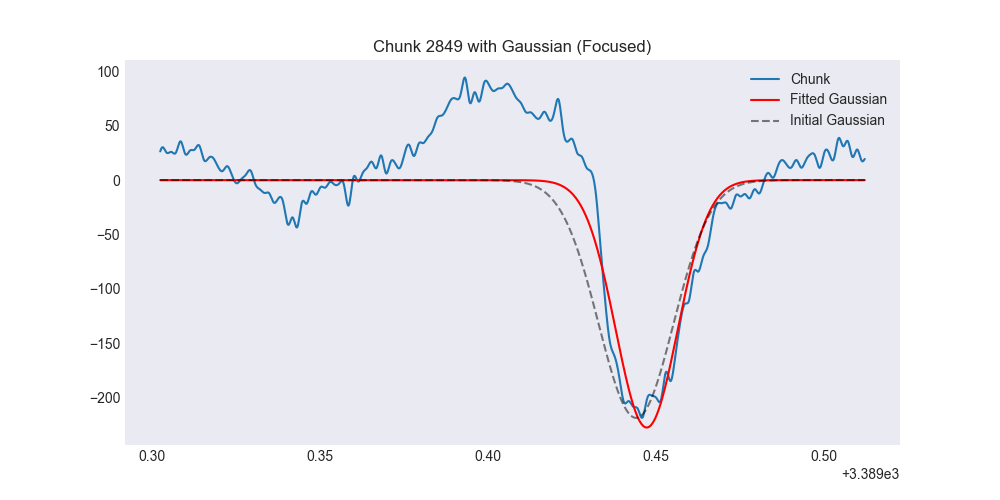 Chunk 2849 with Gaussian (Focused)
100
50
0
−50
−100
−150
−200
Chunk
Fitted Gaussian
Initial Gaussian
0.30 0.35 0.40 0.45 0.50
+3.389e3